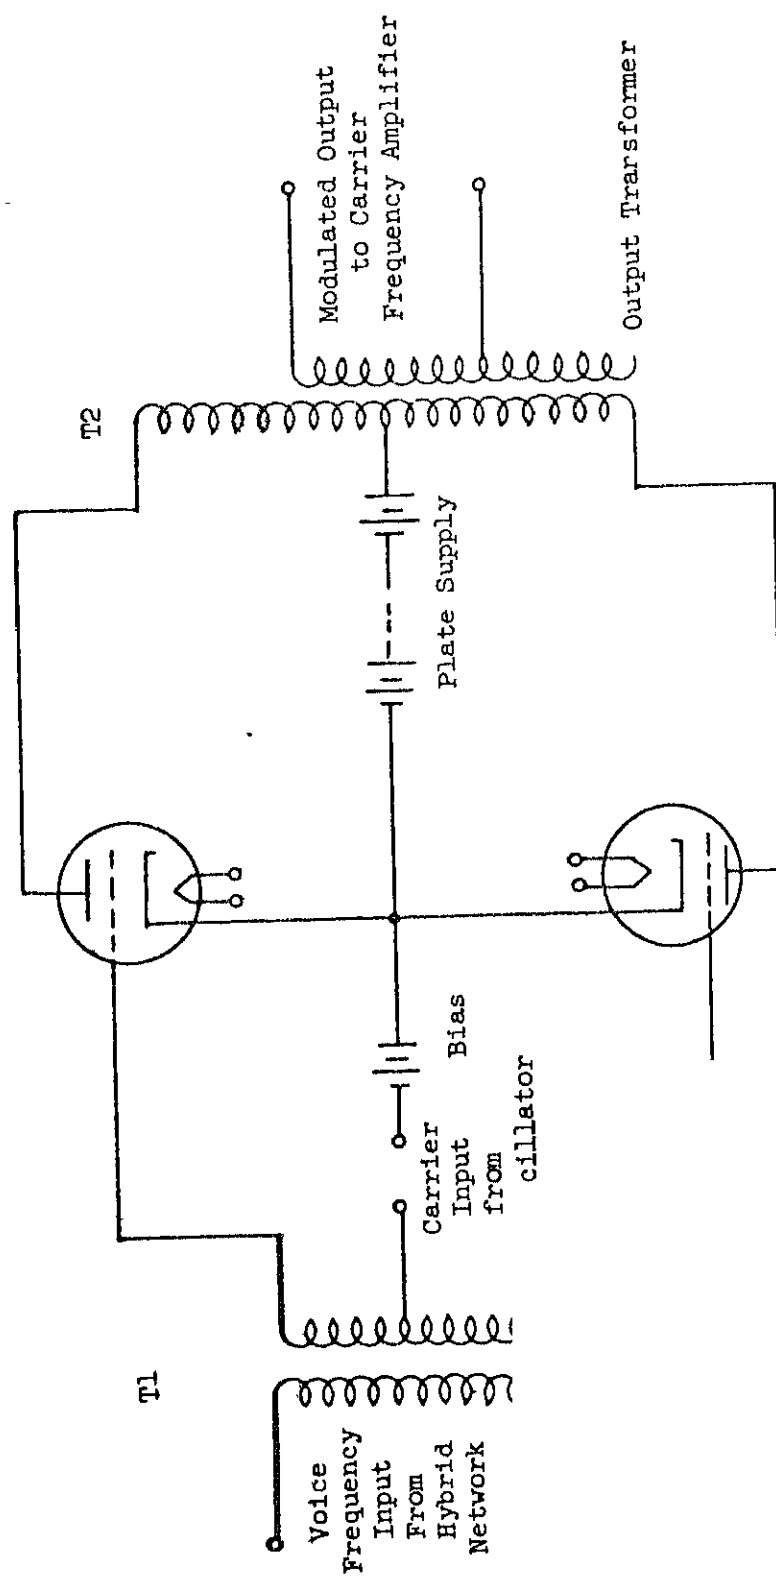 T1
Voice
Frequency
Input
From
Hybrid
Network
Carrier
Input
from
cillator
Bias
Plate Supply
T2
Modulated Output
to Carrier
Frequency Amplifier
Output Trarsformer